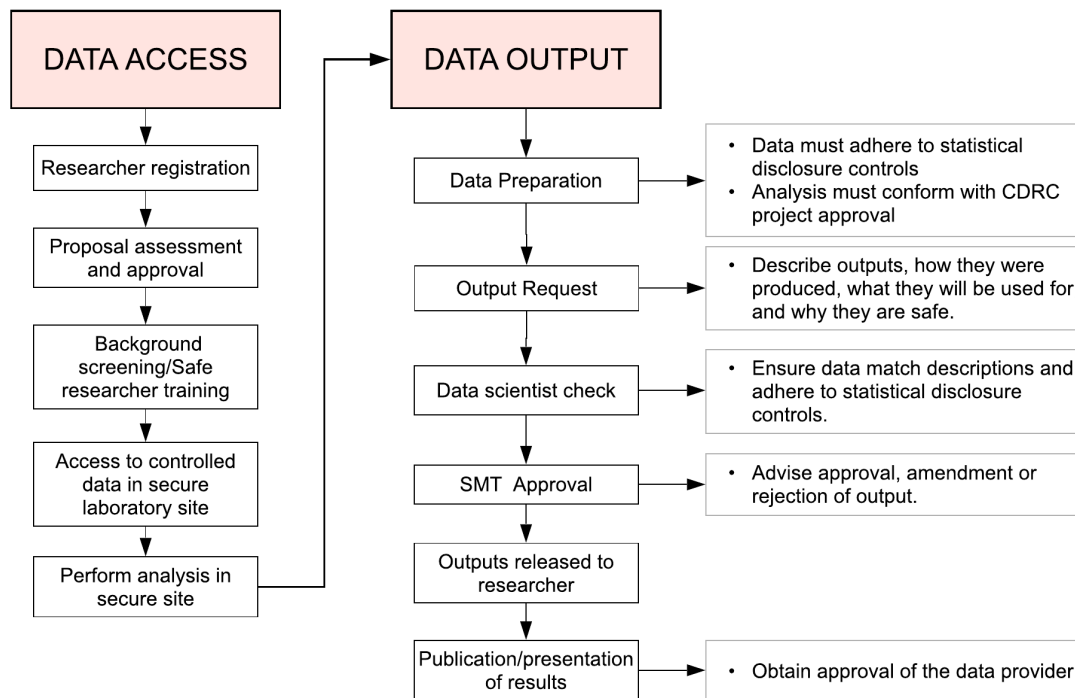 DATA ACCESS
Researcher registration
Proposal assessment
and approval
Background
screening/Safe
researcher training
Access to controlled
data in secure
laboratory site
Perform analysis in
secure site
DATA OUTPUT
Data Preparation
• Data must adhere to statistical
disclosure controls
• Analysis must conform with CDRC
project approval
Output Request
• Describe outputs, how they were
produced, what they will be used for
and why they are safe.
Data scientist check
• Ensure data match descriptions and
adhere to statistical disclosure
controls.
SMT Approval
• Advise approval, amendment or
rejection of output.
Outputs released to
researcher
Publication/presentation
of results
• Obtain approval of the data provider